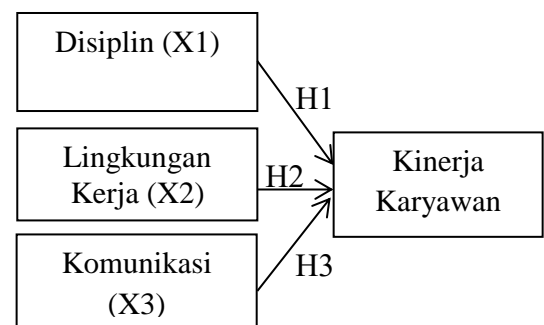 Disiplin (X1)
H1
Lingkungan
Kerja (X2)
H2
Kinerja
Karyawan
Komunikasi
(X3)
H3